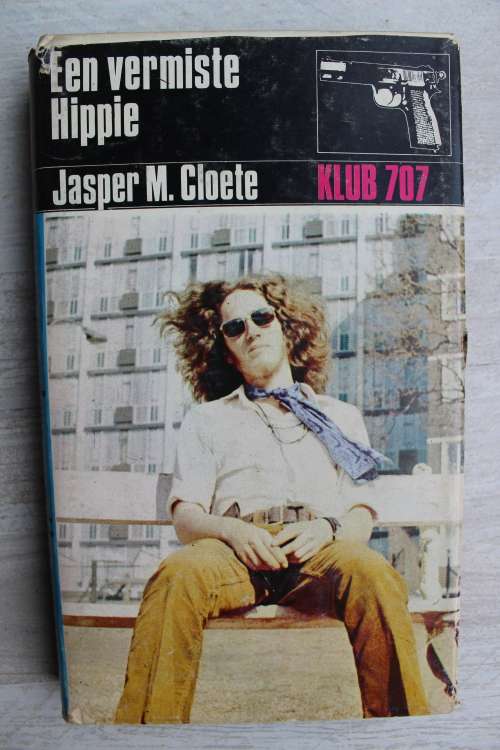 Een vermiste
Hippie
Jasper M. Cloete
KLUB 707